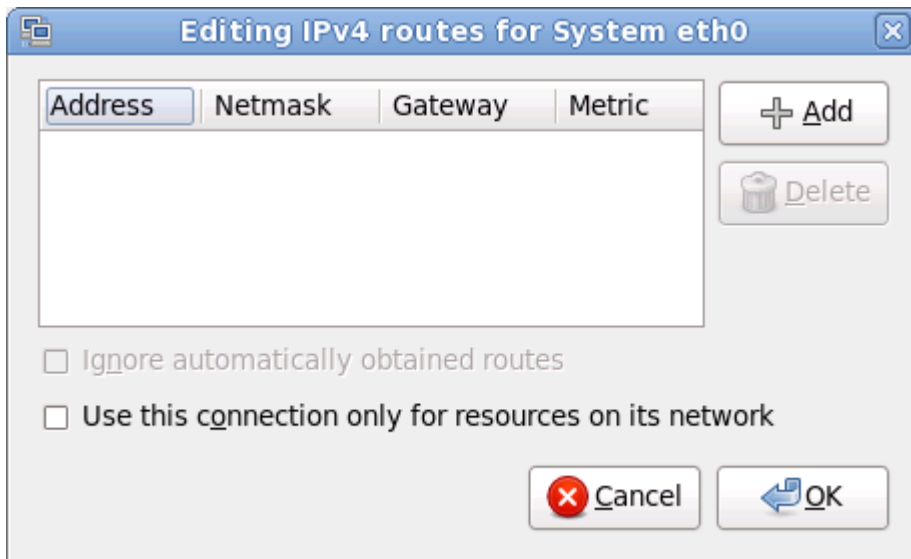 Editing IPv4 routes for System eth0
Address Netmask Gateway Metric
Add
Delete
Ignore automatically obtained routes
Use this connection only for resources on its network
Cancel OK